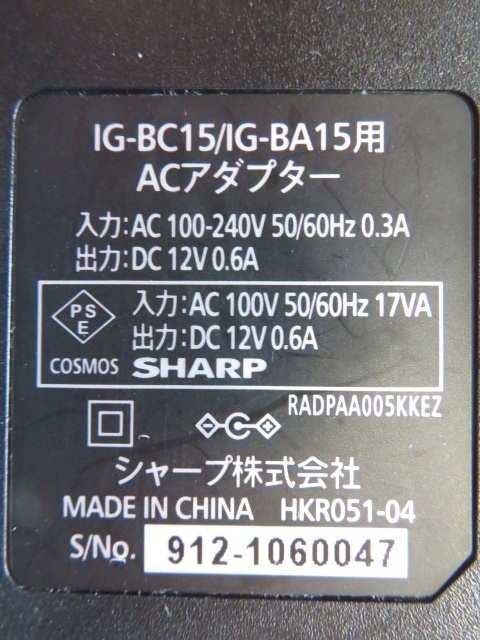 IG-BC15/IG-BA15用
ACアダプター
入力:AC 100-240V 50/60Hz 0.3A
出力:DC 12V 0.6A
PS
E
入力:AC 100V 50/60Hz 17VA
出力:DC 12V 0.6A
COSMOS SHARP
RADPAA005KKEZ
シャープ株式会社
MADE IN CHINA HKR051-04
S/No. 912-1060047